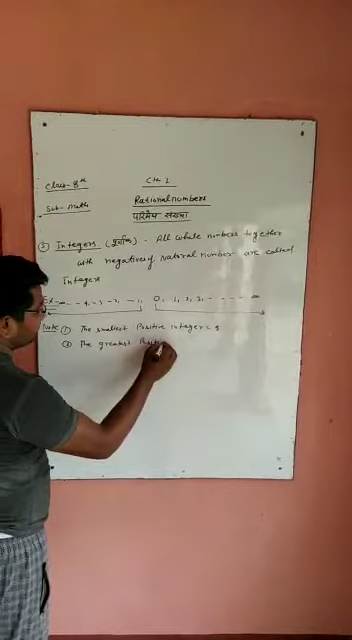 Class-8th
Ch 1
Sub-Math
Rational numbers
परिमेय संख्या
③ Integers (पूर्णांक) - All whole numbers together
with negatives of Natural number are called
Integers
Ex -∞ - - -4, -3 -2, -1, 0, 1, 2, 3, - - - - ∞
Note ① The smallest Positive integer = 1
② The greatest Positi